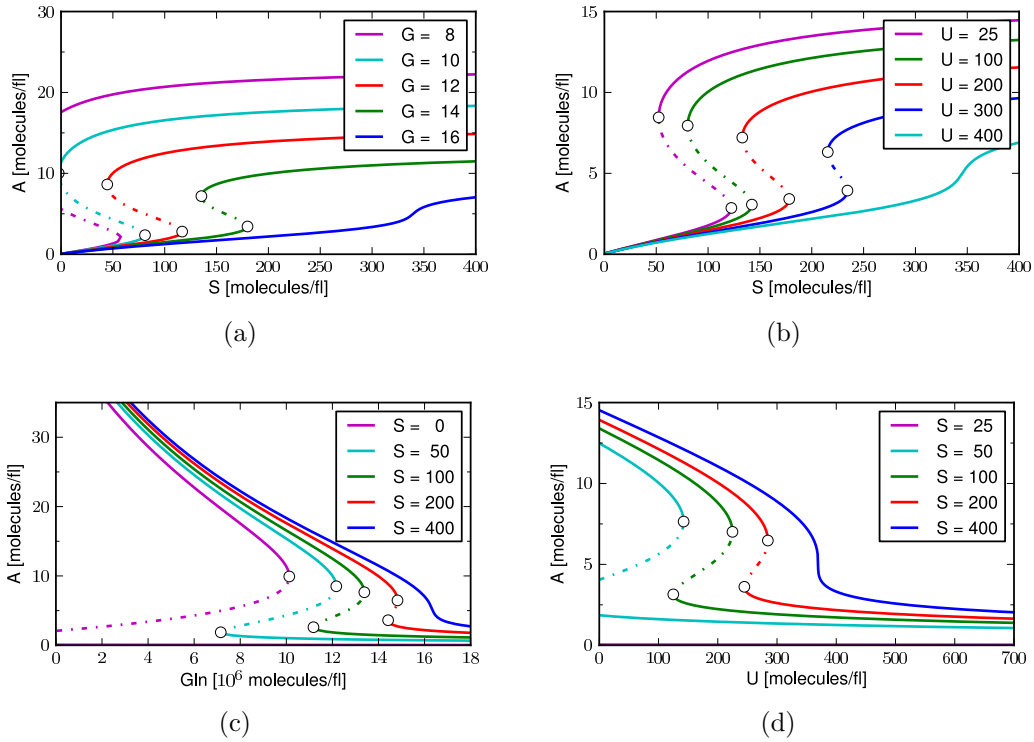 30
20
10
0
A [molecules/fl]
0 50 100 150 200 250 300 350 400
S [molecules/fl]
G = 8
G = 10
G = 12
G = 14
G = 16
(a)
15
10
5
0
A [molecules/fl]
0 50 100 150 200 250 300 350 400
S [molecules/fl]
U = 25
U = 100
U = 200
U = 300
U = 400
(b)
30
20
10
0
A [molecules/fl]
0 2 4 6 8 10 12 14 16 18
Gln [10⁶ molecules/fl]
S = 0
S = 50
S = 100
S = 200
S = 400
(c)
15
10
5
0
A [molecules/fl]
0 100 200 300 400 500 600 700
U [molecules/fl]
S = 25
S = 50
S = 100
S = 200
S = 400
(d)